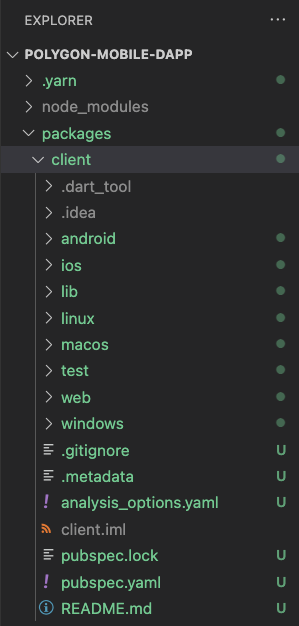 EXPLORER
POLYGON-MOBILE-DAPP
.yarn
node_modules
packages
client
.dart_tool
.idea
android
ios
lib
linux
macos
test
web
windows
.gitignore U
.metadata U
! analysis_options.yaml U
client.iml
pubspec.lock U
! pubspec.yaml U
README.md U